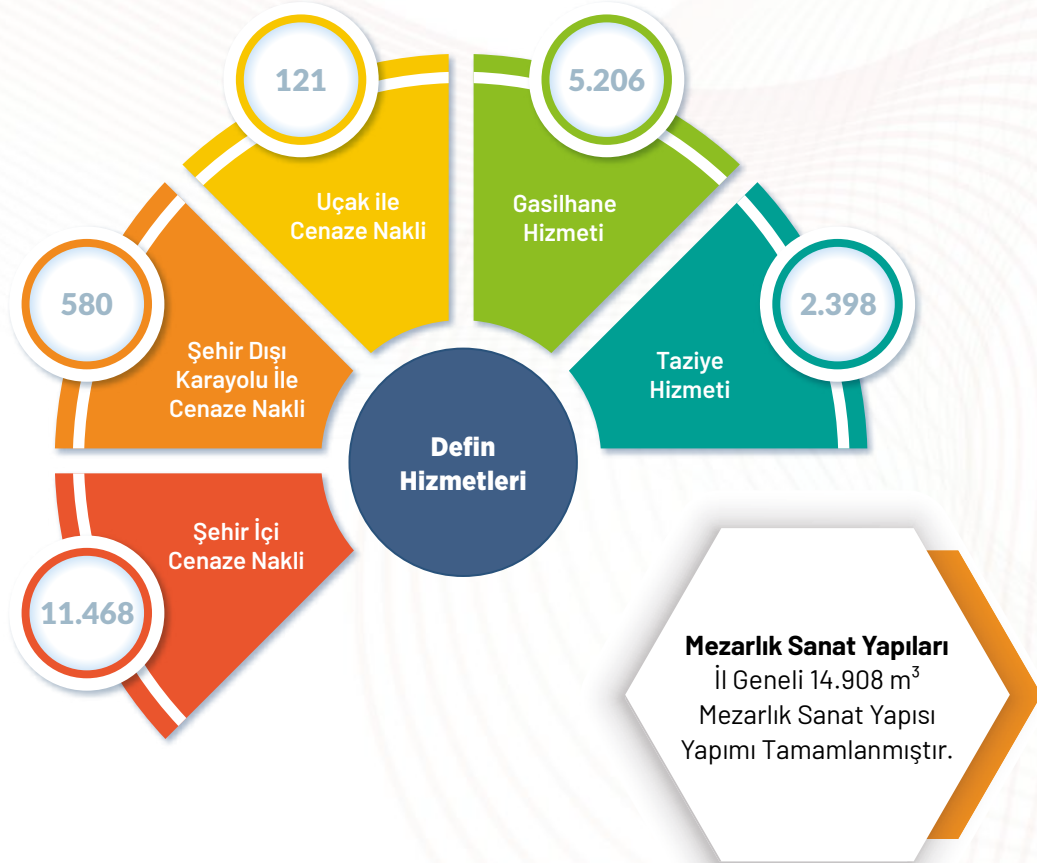 121
Uçak ile
Cenaze Nakli
5.206
Gasilhane
Hizmeti
580
Şehir Dışı
Karayolu İle
Cenaze Nakli
2.398
Taziye
Hizmeti
Defin
Hizmetleri
11.468
Şehir İçi
Cenaze Nakli
Mezarlık Sanat Yapıları
İl Geneli 14.908 m³
Mezarlık Sanat Yapısı
Yapımı Tamamlanmıştır.